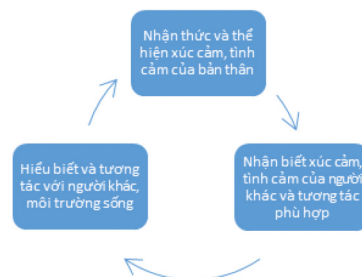 Nhận thức và thể
hiện xúc cảm, tình
cảm của bản thân
Nhận biết xúc cảm,
tình cảm của người
khác và tương tác
phù hợp
Hiểu biết và tương
tác với người khác,
môi trường sống